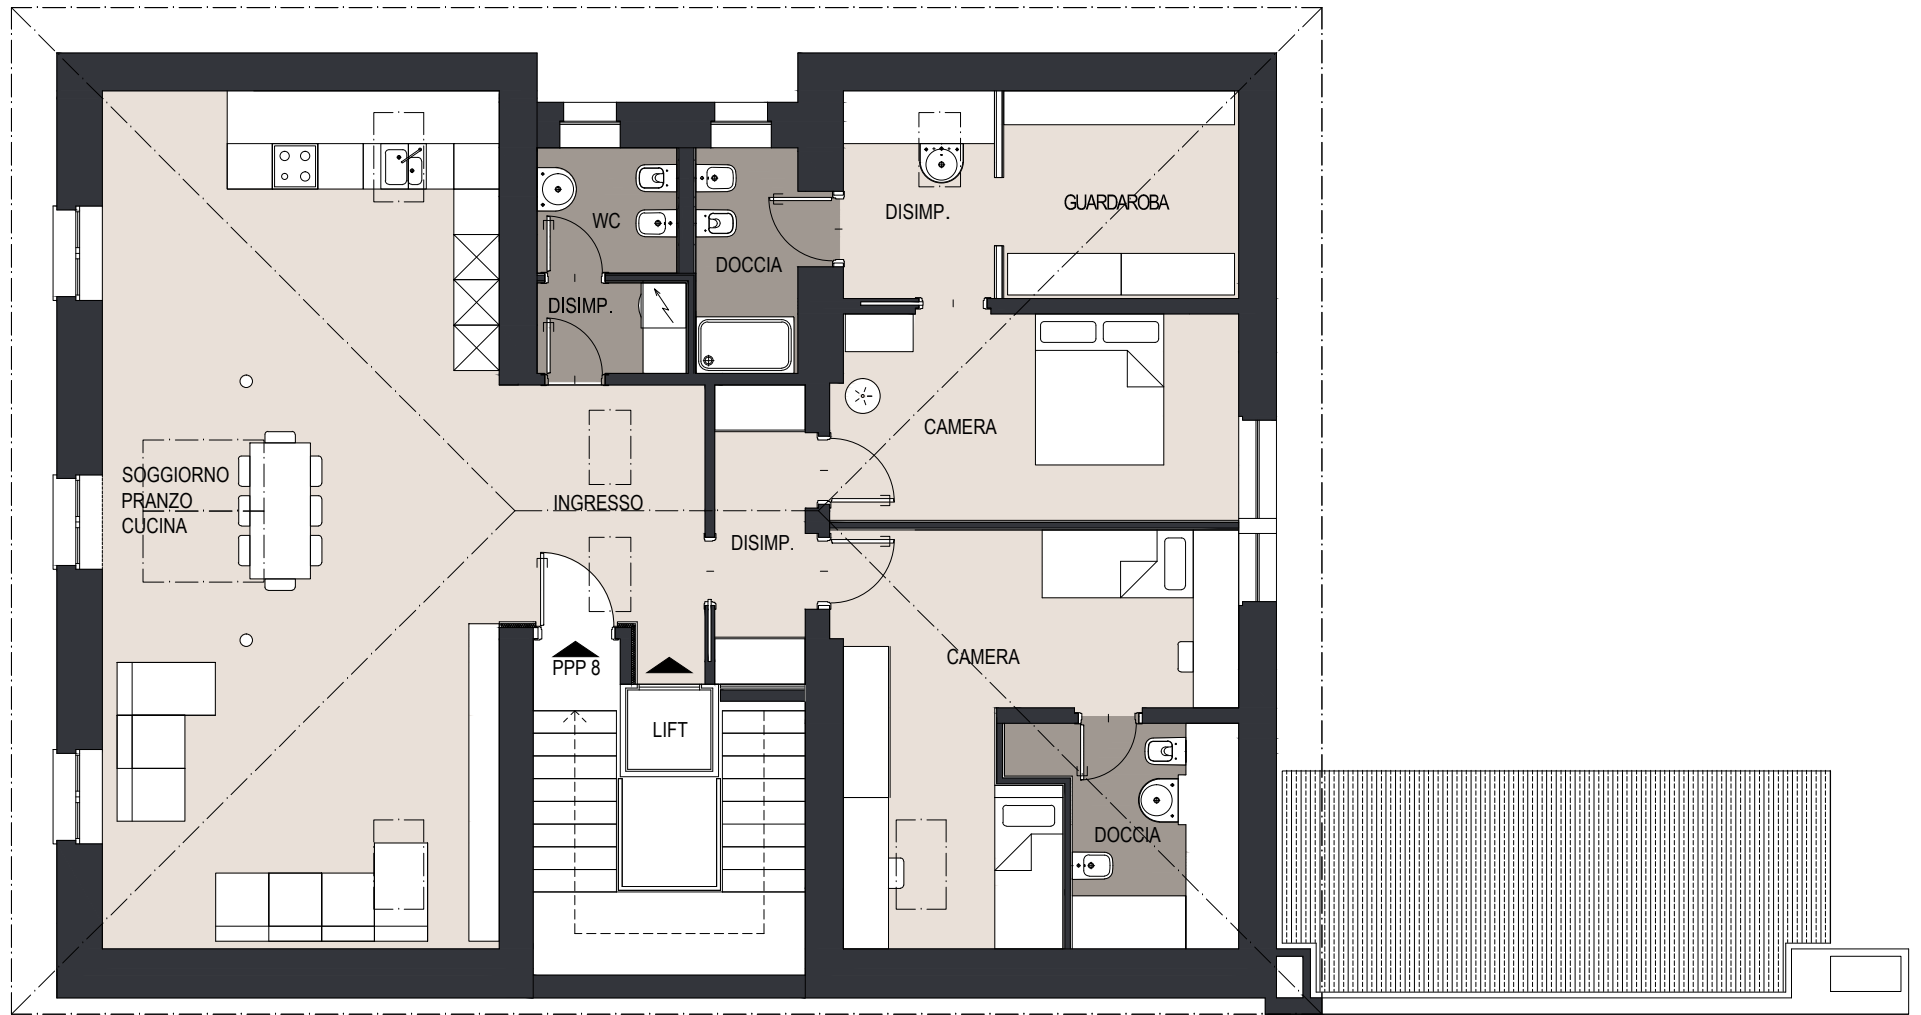 WC
DISIMP.
GUARDAROBA
DOCCIA
DISIMP.
CAMERA
SOGGIORNO
PRANZO
CUCINA
INGRESSO
DISIMP.
CAMERA
PPP 8
LIFT
DOCCIA